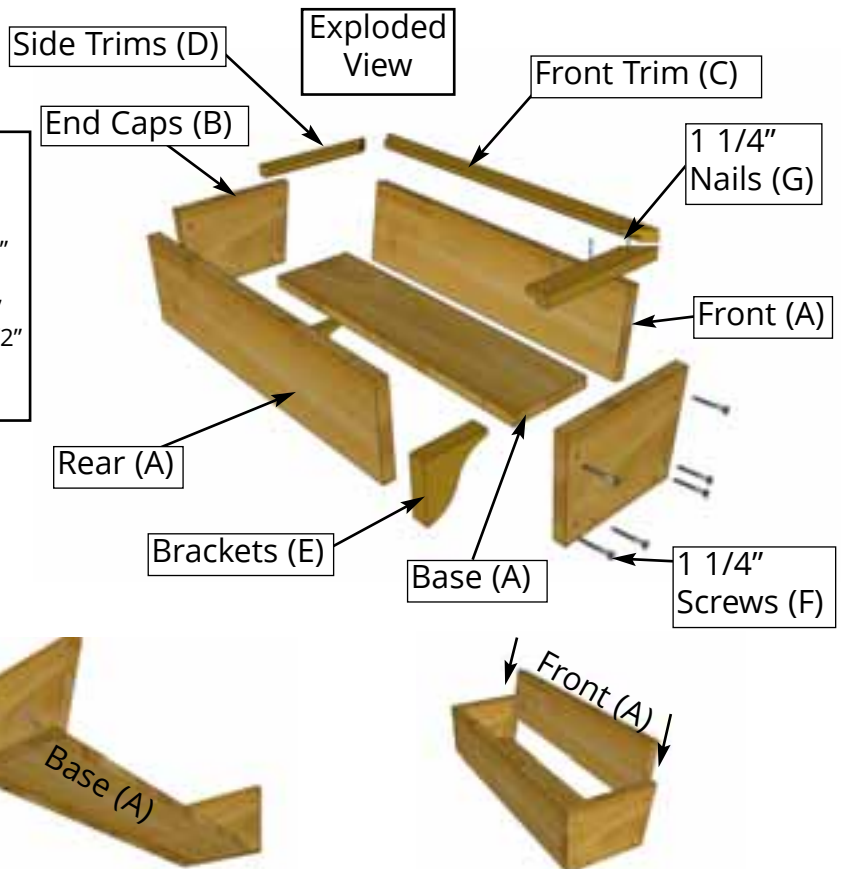 Exploded
View
Side Trims (D)
Front Trim (C)
End Caps (B)
1 1/4”
Nails (G)
”
2”
Front (A)
Rear (A)
Brackets (E)
Base (A)
1 1/4”
Screws (F)
Base (A)
Front (A)